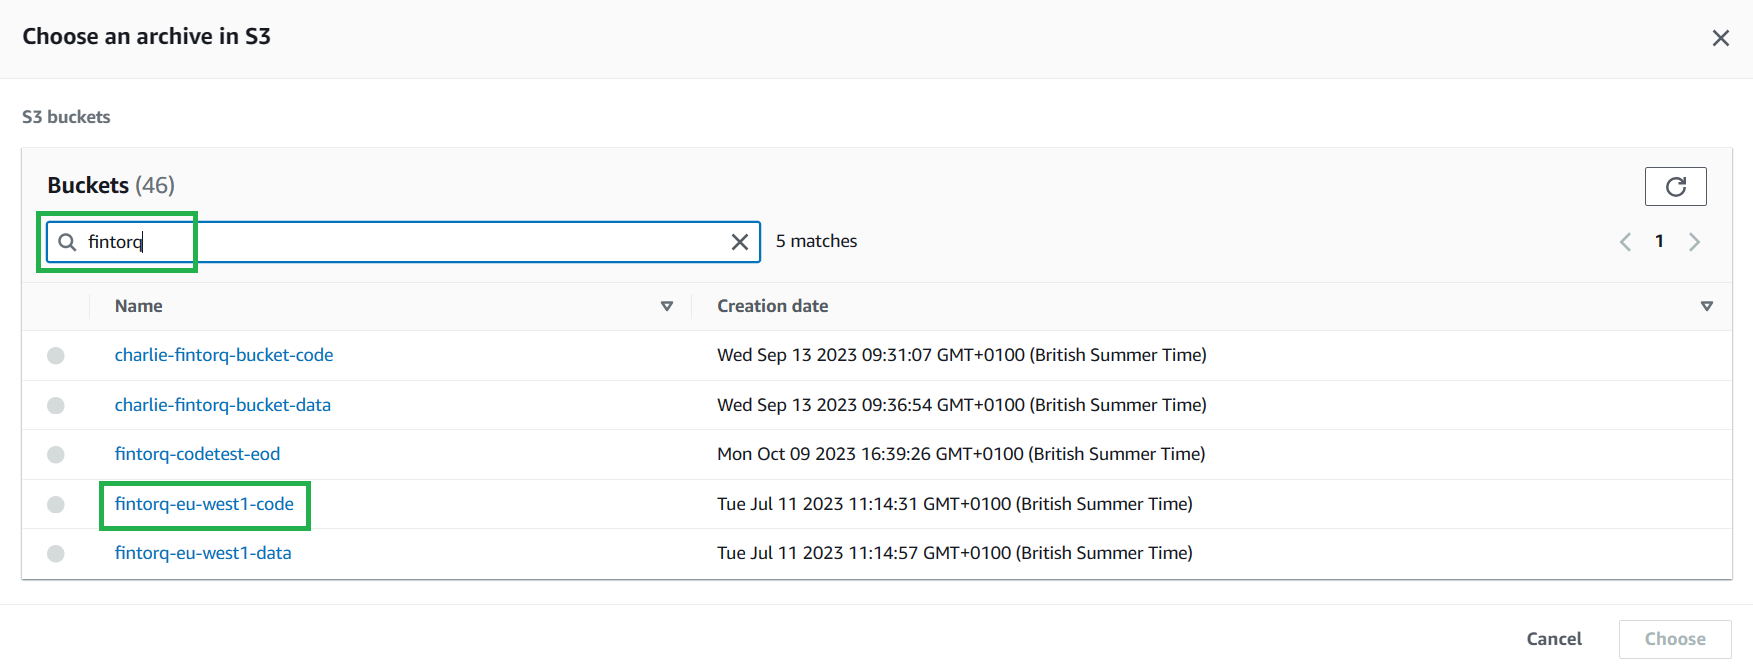 Choose an archive in S3
S3 buckets
Buckets (46)
fintorq
5 matches
1
Name
Creation date
charlie-fintorq-bucket-code Wed Sep 13 2023 09:31:07 GMT+0100 (British Summer Time)
charlie-fintorq-bucket-data Wed Sep 13 2023 09:36:54 GMT+0100 (British Summer Time)
fintorq-codetest-eod Mon Oct 09 2023 16:39:26 GMT+0100 (British Summer Time)
fintorq-eu-west1-code Tue Jul 11 2023 11:14:31 GMT+0100 (British Summer Time)
fintorq-eu-west1-data Tue Jul 11 2023 11:14:57 GMT+0100 (British Summer Time)
Cancel
Choose